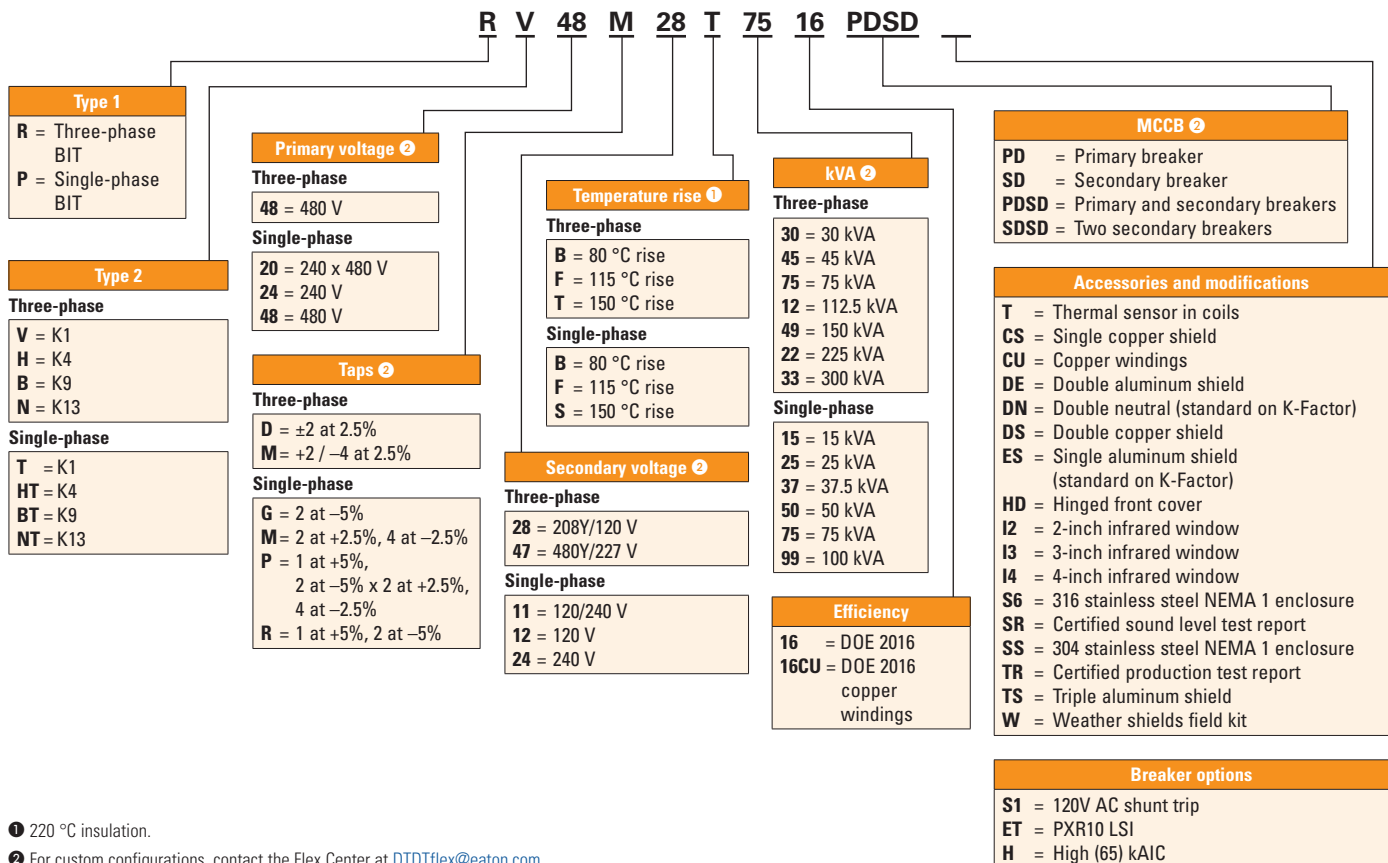 R V 48 M 28 T 75 16 PDSD
Type 1
R = Three-phase
BIT
P = Single-phase
BIT
Type 2
Three-phase
V = K1
H = K4
B = K9
N = K13
Single-phase
T = K1
HT = K4
BT = K9
NT = K13
Primary voltage ❷
Three-phase
48 = 480 V
Single-phase
20 = 240 x 480 V
24 = 240 V
48 = 480 V
Taps ❷
Three-phase
D = ±2 at 2.5%
M = +2 / –4 at 2.5%
Single-phase
G = 2 at –5%
M = 2 at +2.5%, 4 at –2.5%
P = 1 at +5%,
2 at –5% x 2 at +2.5%,
4 at –2.5%
R = 1 at +5%, 2 at –5%
Temperature rise ❶
Three-phase
B = 80 °C rise
F = 115 °C rise
T = 150 °C rise
Single-phase
B = 80 °C rise
F = 115 °C rise
S = 150 °C rise
Secondary voltage ❷
Three-phase
28 = 208Y/120 V
47 = 480Y/227 V
Single-phase
11 = 120/240 V
12 = 120 V
24 = 240 V
kVA ❷
Three-phase
30 = 30 kVA
45 = 45 kVA
75 = 75 kVA
12 = 112.5 kVA
49 = 150 kVA
22 = 225 kVA
33 = 300 kVA
Single-phase
15 = 15 kVA
25 = 25 kVA
37 = 37.5 kVA
50 = 50 kVA
75 = 75 kVA
99 = 100 kVA
Efficiency
16 = DOE 2016
16CU = DOE 2016
copper
windings
MCCB ❷
PD = Primary breaker
SD = Secondary breaker
PDSD = Primary and secondary breakers
SDSD = Two secondary breakers
Accessories and modifications
T = Thermal sensor in coils
CS = Single copper shield
CU = Copper windings
DE = Double aluminum shield
DN = Double neutral (standard on K-Factor)
DS = Double copper shield
ES = Single aluminum shield
(standard on K-Factor)
HD = Hinged front cover
I2 = 2-inch infrared window
I3 = 3-inch infrared window
I4 = 4-inch infrared window
S6 = 316 stainless steel NEMA 1 enclosure
SR = Certified sound level test report
SS = 304 stainless steel NEMA 1 enclosure
TR = Certified production test report
TS = Triple aluminum shield
W = Weather shields field kit
Breaker options
S1 = 120V AC shunt trip
ET = PXR10 LSI
H = High (65) kAIC
❶ 220 °C insulation.
❷ For custom configurations, contact the Flex Center at DTDTflex@eaton.com